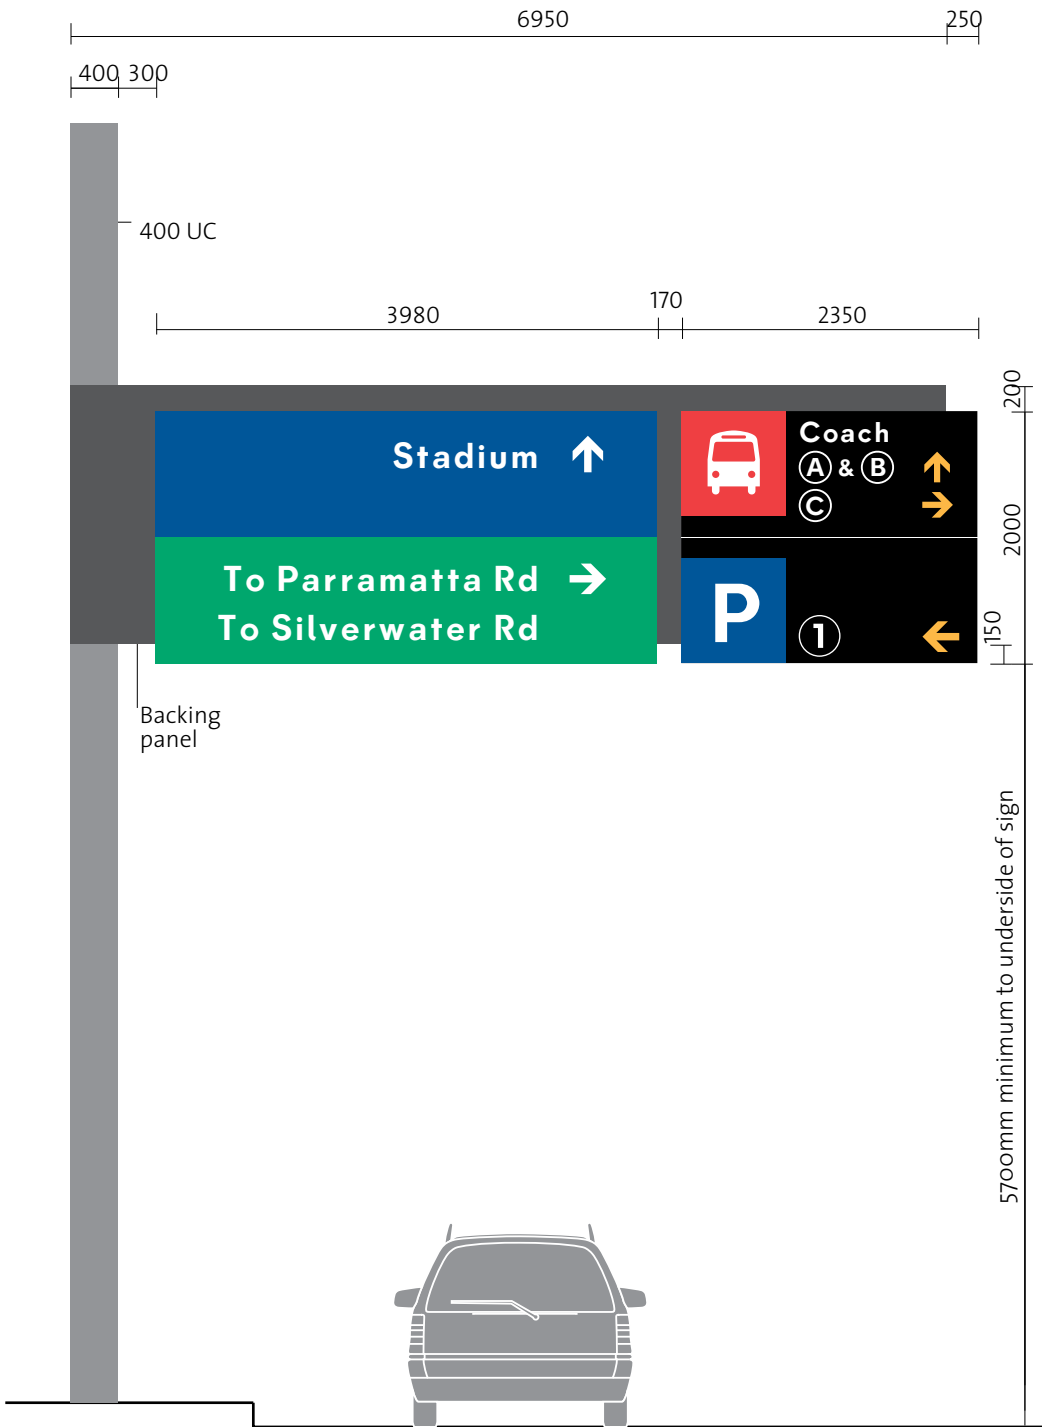 6950
250
400
300
400 UC
3980
170
2350
200
Stadium
Coach
A & B
C
2000
To Parramatta Rd
To Silverwater Rd
P
1
150
Backing
panel
5700mm minimum to underside of sign